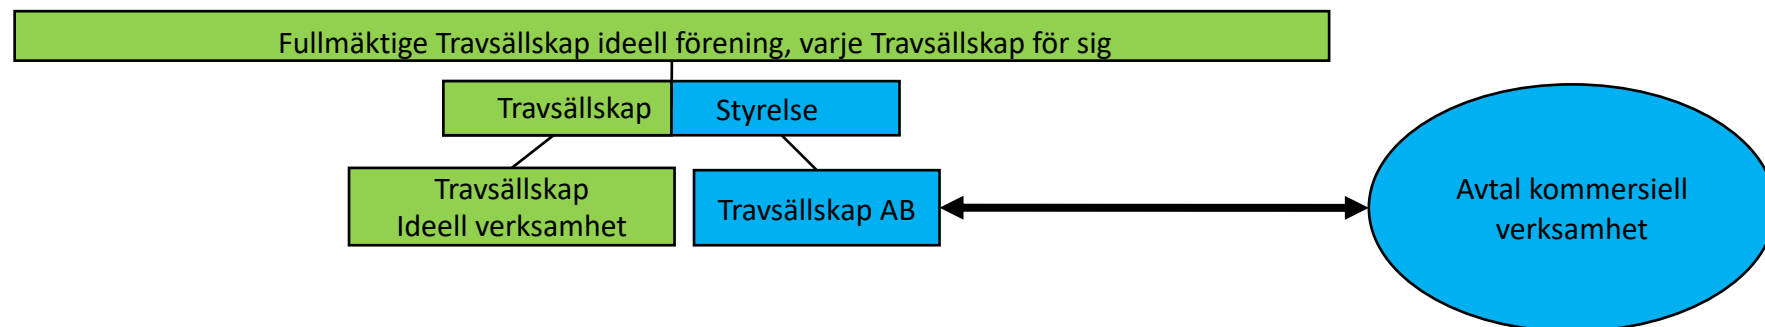 Fullmäktige Travsällskap ideell förening, varje Travsällskap för sig
Travsällskap
Styrelse
Travsällskap
Ideell verksamhet
Travsällskap AB
Avtal kommersiell
verksamhet